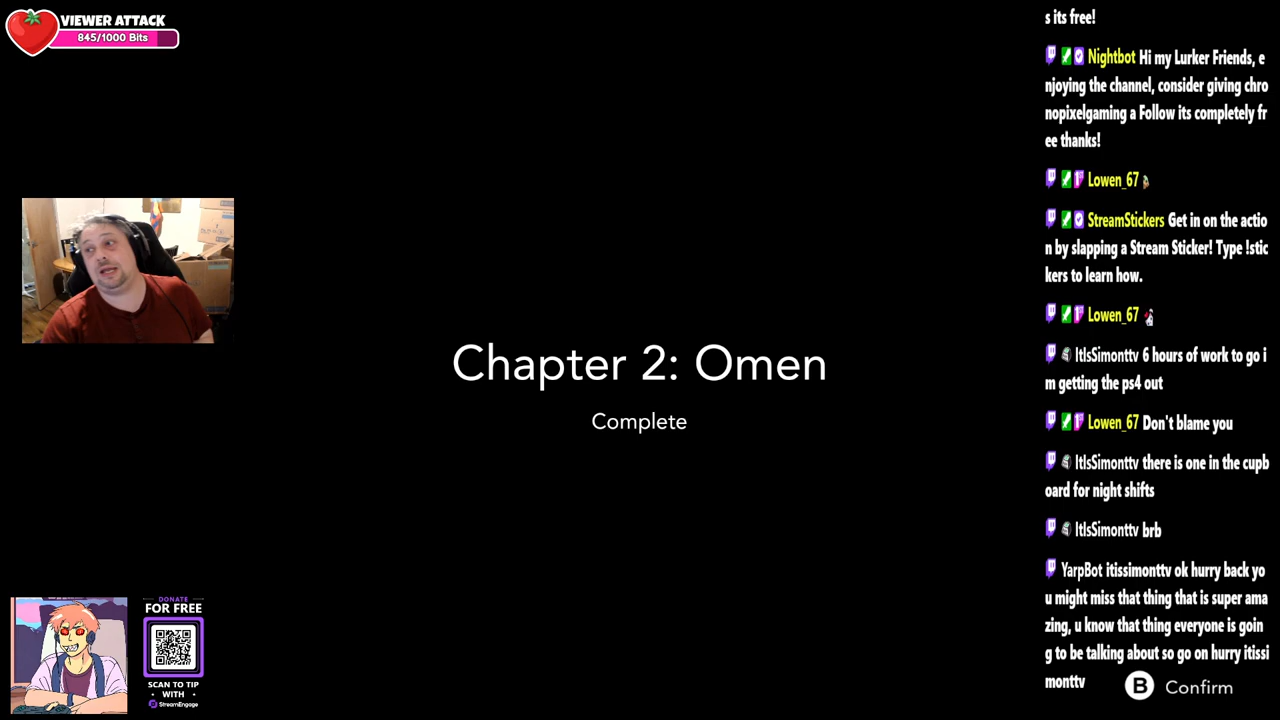 VIEWER ATTACK
845/1000 Bits
Chapter 2: Omen
Complete
DONATE
FOR FREE
SCAN TO TIP
• WITH •
StreamEngage
s its free!
Nightbot Hi my Lurker Friends, e
njoying the channel, consider giving chro
nopixelgaming a Follow its completely fr
ee thanks!
Lowen_67
StreamStickers Get in on the actio
n by slapping a Stream Sticker! Type !stic
kers to learn how.
Lowen_67
ItIsSimonttv 6 hours of work to go i
m getting the ps4 out
Lowen_67 Don't blame you
ItIsSimonttv there is one in the cupb
oard for night shifts
ItIsSimonttv brb
YarpBot itissimonttv ok hurry back yo
u might miss that thing that is super ama
zing, u know that thing everyone is goin
g to be talking about so go on hurry itissi
monttv
B Confirm